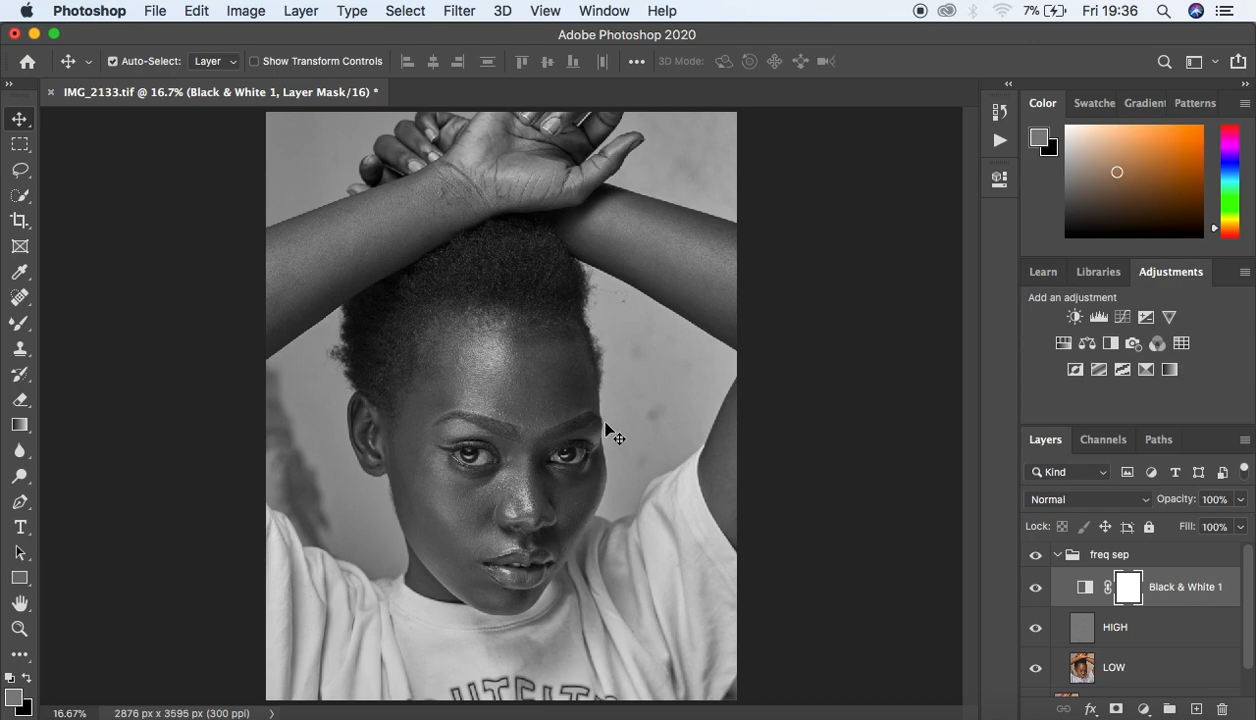 Photoshop File Edit Image Layer Type Select Filter 3D View Window Help 7% Fri 19:36
Adobe Photoshop 2020
Auto-Select: Layer Show Transform Controls 3D Mode:
IMG_2133.tif @ 16.7% (Black & White 1, Layer Mask/16) *
Color Swatche Gradient Patterns
Learn Libraries Adjustments
Add an adjustment
Layers Channels Paths
Kind
Normal Opacity: 100%
Lock: Fill: 100%
freq sep
Black & White 1
HIGH
LOW
16.67% 2876 px x 3595 px (300 ppi)